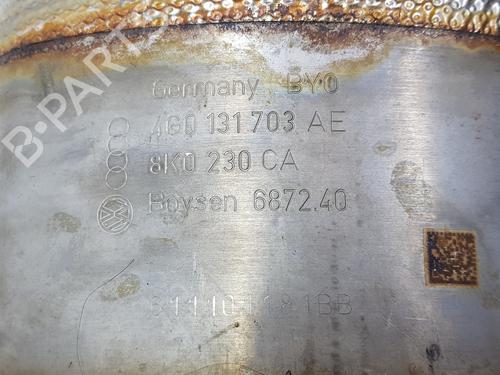 Germany BYO
4G0 131 703 AE
8K0 230 CA
Boysen 6872.40
B-PARTS